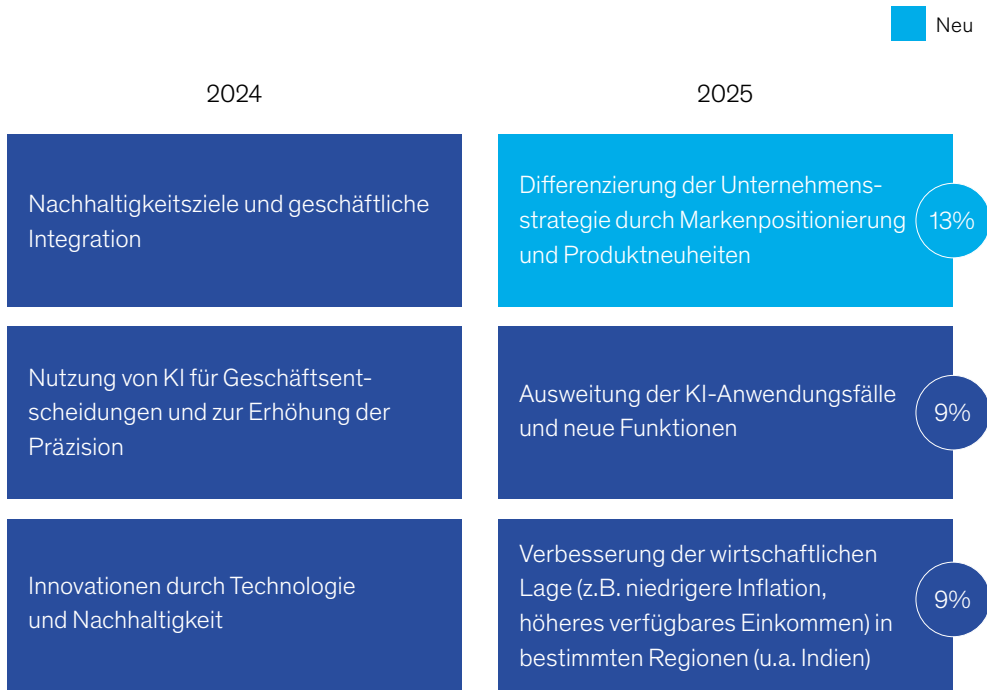 Neu
2024
2025
Nachhaltigkeitsziele und geschäftliche
Integration
Differenzierung der Unternehmens-
strategie durch Markenpositionierung
und Produktneuheiten
13%
Nutzung von KI für Geschäftsent-
scheidungen und zur Erhöhung der
Präzision
Ausweitung der KI-Anwendungsfälle
und neue Funktionen
9%
Innovationen durch Technologie
und Nachhaltigkeit
Verbesserung der wirtschaftlichen
Lage (z.B. niedrigere Inflation,
höheres verfügbares Einkommen) in
bestimmten Regionen (u.a. Indien)
9%